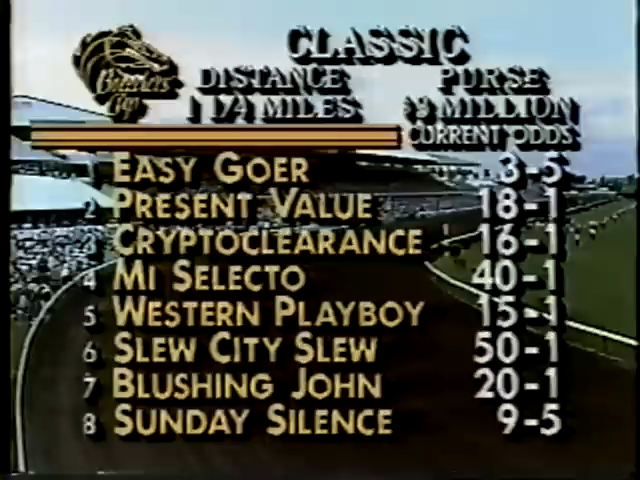 Breeders' Cup
CLASSIC
DISTANCE PURSE
1 1/4 MILES $3 MILLION
CURRENT ODDS
1 EASY GOER 3-5
2 PRESENT VALUE 18-1
3 CRYPTOCLEARANCE 16-1
4 MI SELECTO 40-1
5 WESTERN PLAYBOY 15-1
6 SLEW CITY SLEW 50-1
7 BLUSHING JOHN 20-1
8 SUNDAY SILENCE 9-5